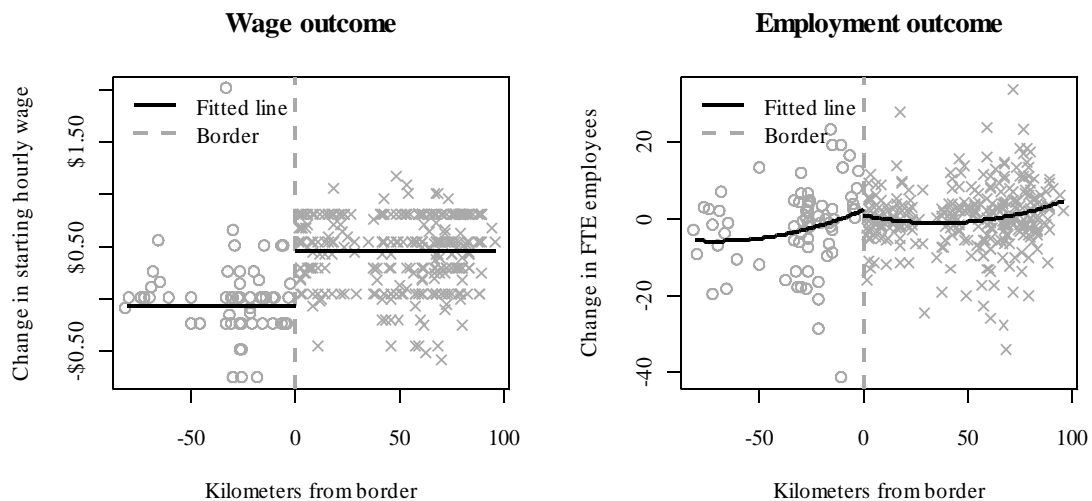 Wage outcome
Fitted line
Border
Change in starting hourly wage
$1.50
$0.50
-$0.50
-50
0
50
100
Kilometers from border
Employment outcome
Fitted line
Border
Change in FTE employees
20
0
-20
-40
-50
0
50
100
Kilometers from border